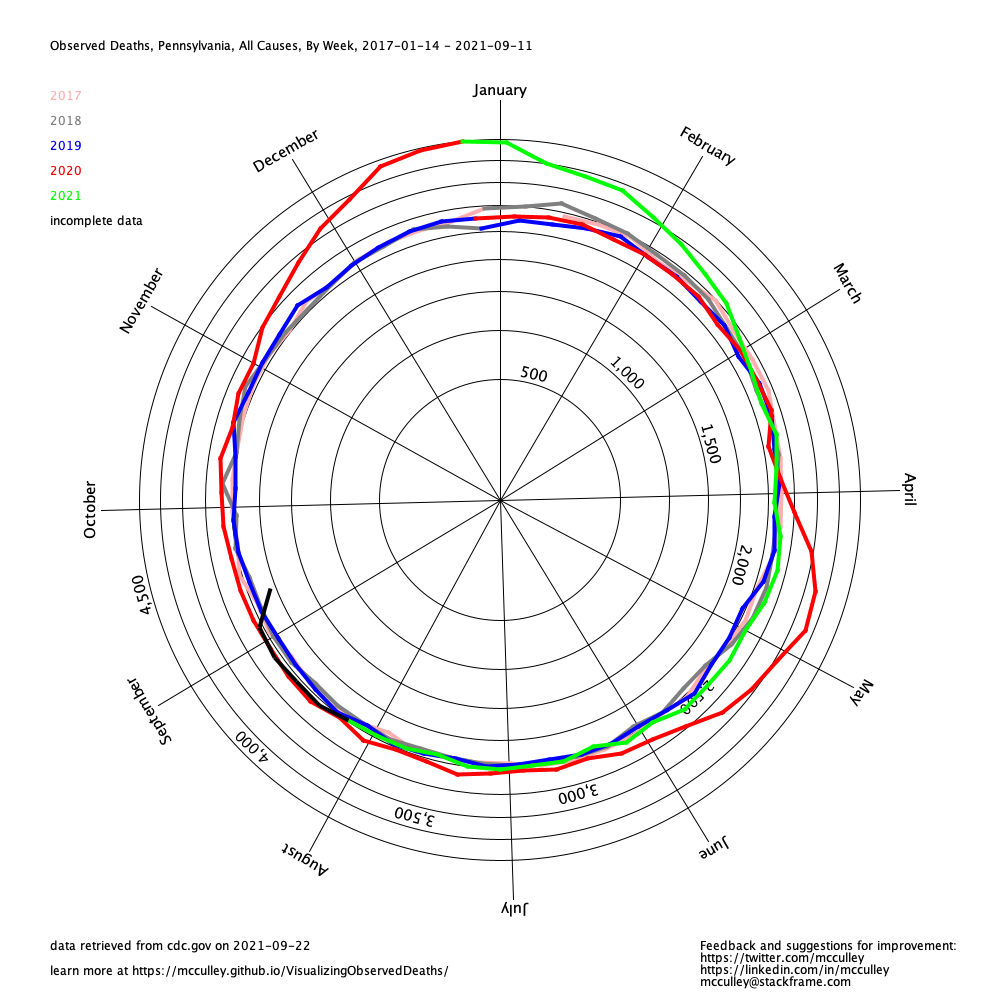 Observed Deaths, Pennsylvania, All Causes, By Week, 2017-01-14 - 2021-09-11
2017
2018
2019
2020
2021
incomplete data
January
February
March
April
May
June
July
August
September
October
November
December
500
1,000
1,500
2,000
2,500
3,000
3,500
4,000
4,500
data retrieved from cdc.gov on 2021-09-22
learn more at https://mcculley.github.io/VisualizingObservedDeaths/
Feedback and suggestions for improvement:
https://twitter.com/mcculley
https://linkedin.com/in/mcculley
mcculley@stackframe.com